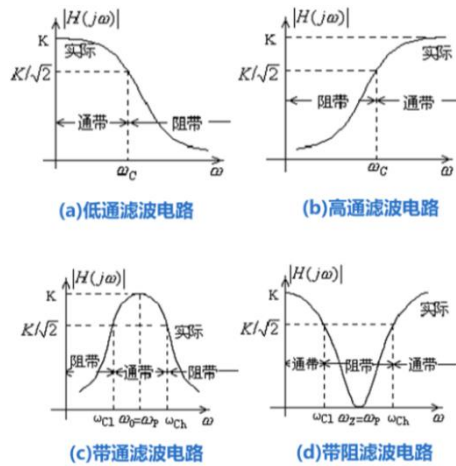 |H(jω)|
K
实际
K/√2
通带
阻带
ω_C
ω
(a)低通滤波电路
|H(jω)|
K
实际
K/√2
阻带
通带
ω_C
ω
(b)高通滤波电路
|H(jω)|
K
K/√2
实际
阻带
通带
阻带
ω_C1
ω_0=ω_P
ω_Ch
ω
(c)带通滤波电路
|H(jω)|
K
实际
K/√2
通带
阻带
通带
ω_C1
ω_Z=ω_P
ω_Ch
ω
(d)带阻滤波电路